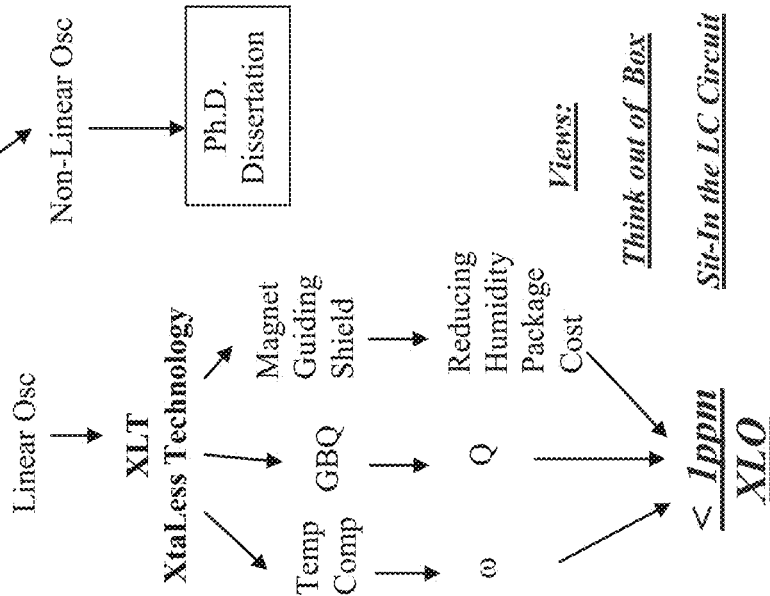 Linear Osc
Non-Linear Osc
XLT
XtaLess Technology
Ph.D.
Dissertation
Temp
Comp
GBQ
Magnet
Guiding
Shield
ω
Q
Reducing
Humidity
Package
Cost
< 1ppm
XLO
Views:
Think out of Box
Sit-In the LC Circuit